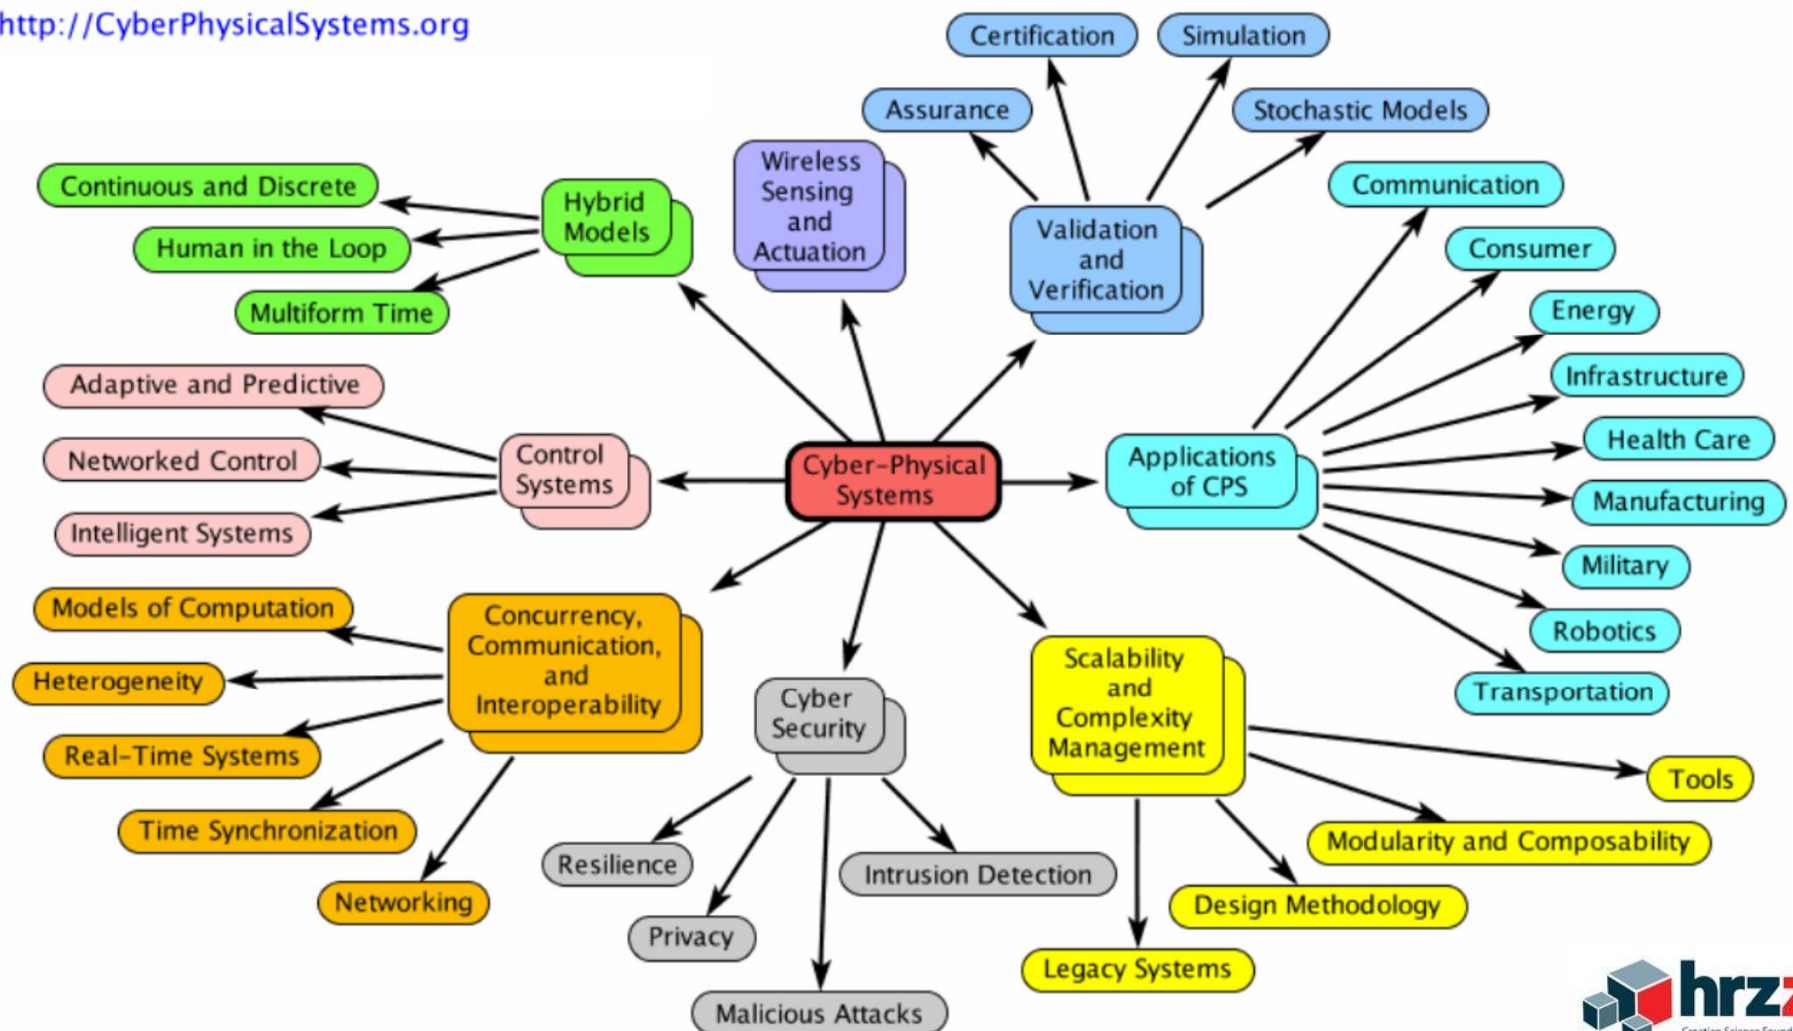 http://CyberPhysicalSystems.org
Certification
Simulation
Assurance
Stochastic Models
Wireless
Sensing
and
Actuation
Validation
and
Verification
Hybrid
Models
Continuous and Discrete
Human in the Loop
Multiform Time
Communication
Consumer
Energy
Infrastructure
Health Care
Manufacturing
Military
Robotics
Transportation
Applications
of CPS
Cyber-Physical
Systems
Control
Systems
Adaptive and Predictive
Networked Control
Intelligent Systems
Concurrency,
Communication,
and
Interoperability
Models of Computation
Heterogeneity
Real-Time Systems
Time Synchronization
Networking
Cyber
Security
Resilience
Privacy
Malicious Attacks
Intrusion Detection
Scalability
and
Complexity
Management
Tools
Modularity and Composability
Design Methodology
Legacy Systems
hrzz